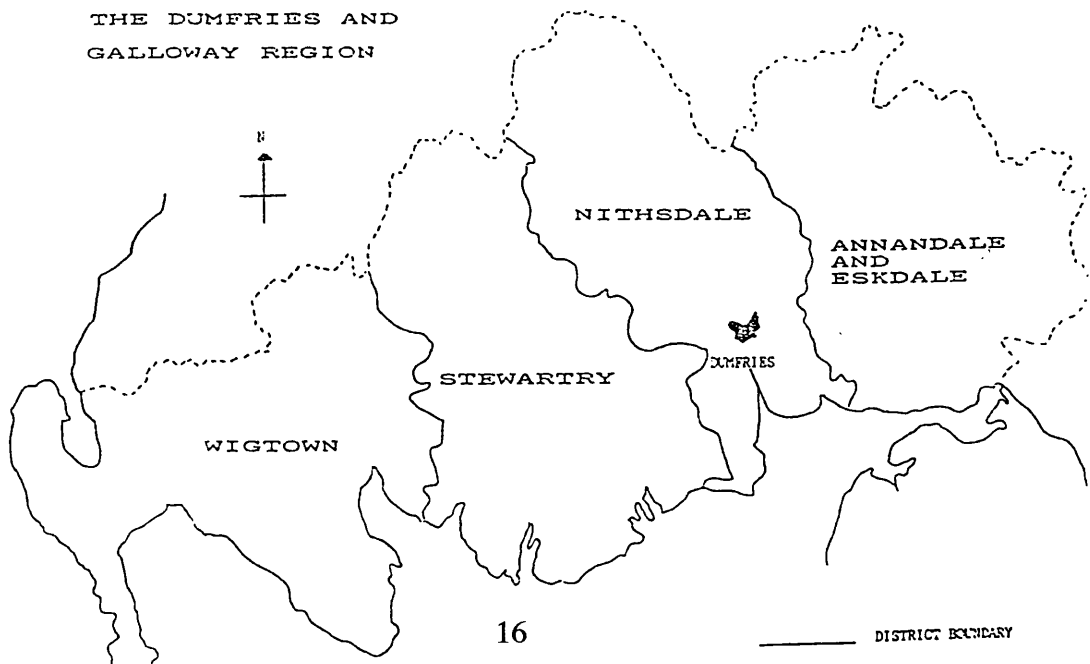 THE DUMFRIES AND
GALLOWAY REGION
N
NITHSDALE
ANNANDALE
AND
ESKDALE
DUMFRIES
STEWARTRY
WIGTOWN
16
DISTRICT BOUNDARY